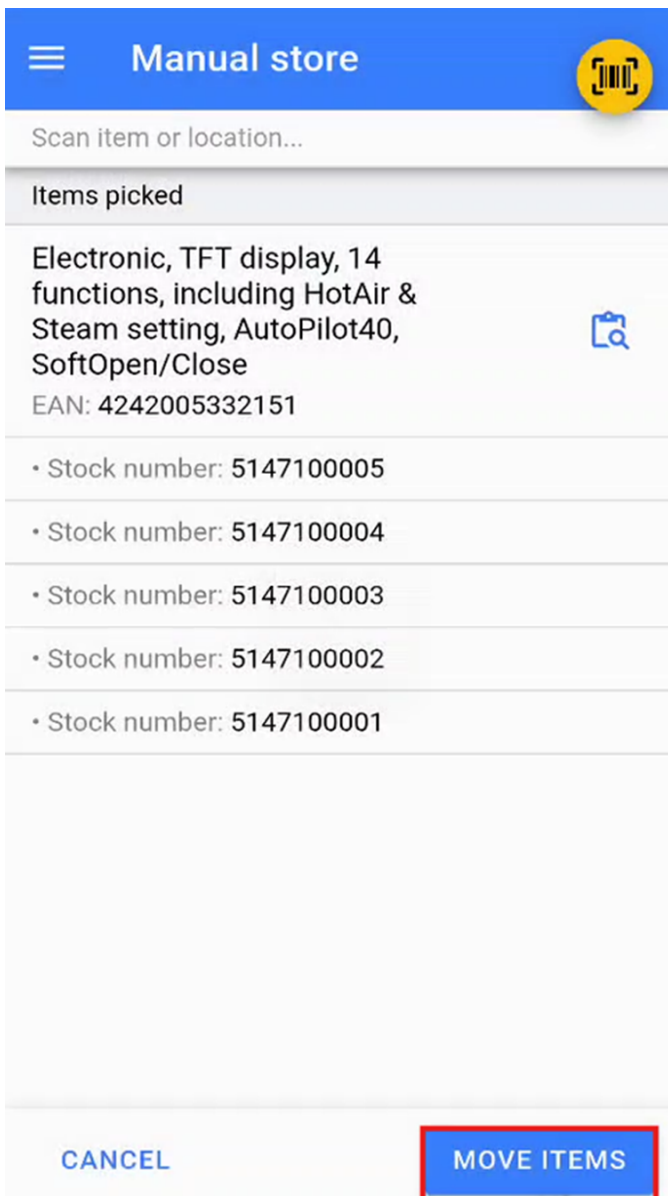 Manual store
Scan item or location...
Items picked
Electronic, TFT display, 14
functions, including HotAir &
Steam setting, AutoPilot40,
SoftOpen/Close
EAN: 4242005332151
• Stock number: 5147100005
• Stock number: 5147100004
• Stock number: 5147100003
• Stock number: 5147100002
• Stock number: 5147100001
CANCEL
MOVE ITEMS